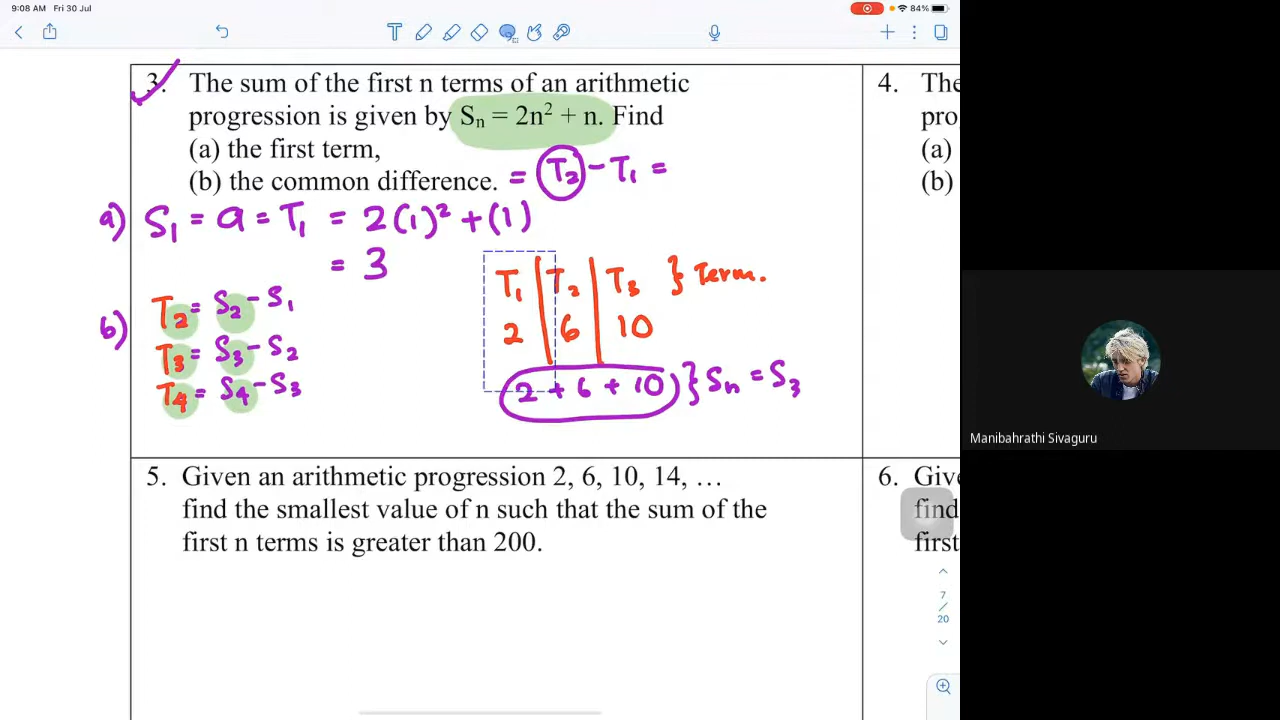 9:08 AM Fri 30 Jul
84%
3. The sum of the first n terms of an arithmetic
progression is given by Sₙ = 2n² + n. Find
(a) the first term,
(b) the common difference. = T₂ - T₁ =
a) S₁ = a = T₁ = 2(1)² + (1)
= 3
T₁ T₂ T₃ } Term.
2 6 10
2 + 6 + 10 } Sₙ = S₃
b) T₂ = S₂ - S₁
T₃ = S₃ - S₂
T₄ = S₄ - S₃
4. The
pro
(a)
(b)
5. Given an arithmetic progression 2, 6, 10, 14, …
find the smallest value of n such that the sum of the
first n terms is greater than 200.
6. Give
find
first
7
/
20
Manibahrathi Sivaguru